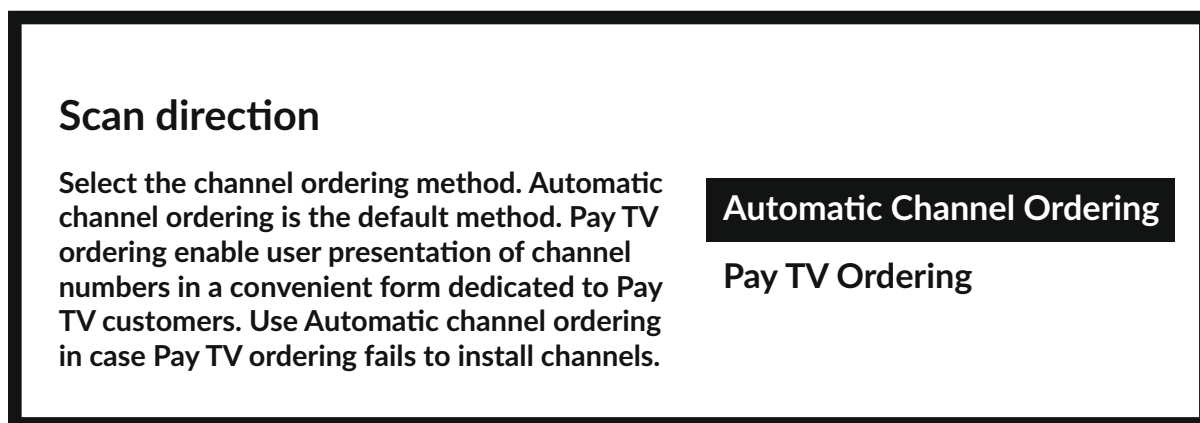 Scan direction
Select the channel ordering method. Automatic
channel ordering is the default method. Pay TV
ordering enable user presentation of channel
numbers in a convenient form dedicated to Pay
TV customers. Use Automatic channel ordering
in case Pay TV ordering fails to install channels.
Automatic Channel Ordering
Pay TV Ordering